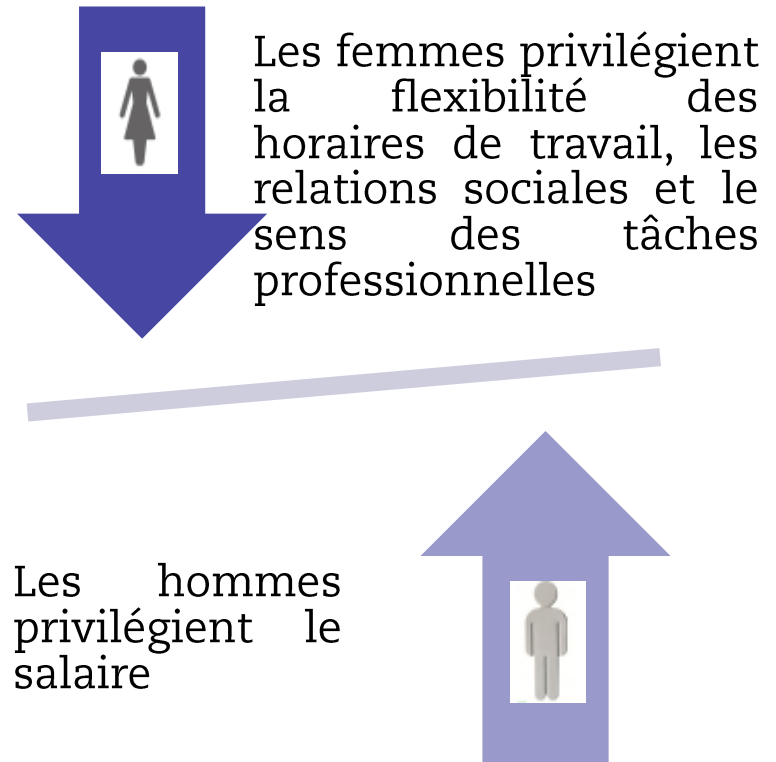 Les femmes privilégient
la flexibilité des
horaires de travail, les
relations sociales et le
sens des tâches
professionnelles
Les hommes
privilégient le
salaire